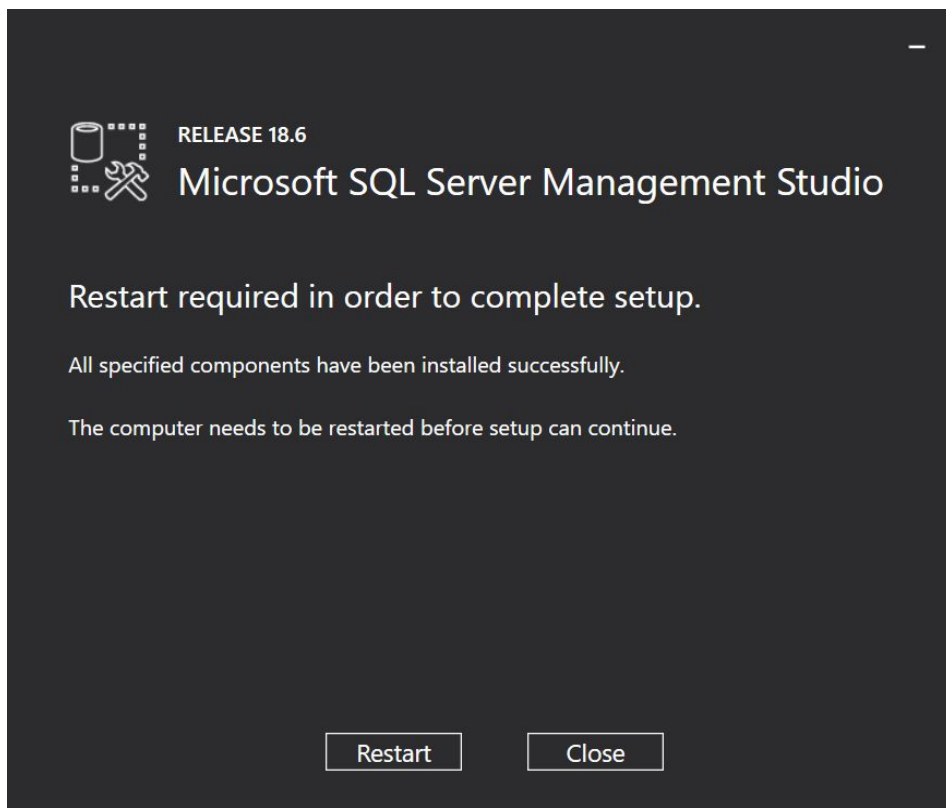 RELEASE 18.6
Microsoft SQL Server Management Studio
Restart required in order to complete setup.
All specified components have been installed successfully.
The computer needs to be restarted before setup can continue.
Restart
Close